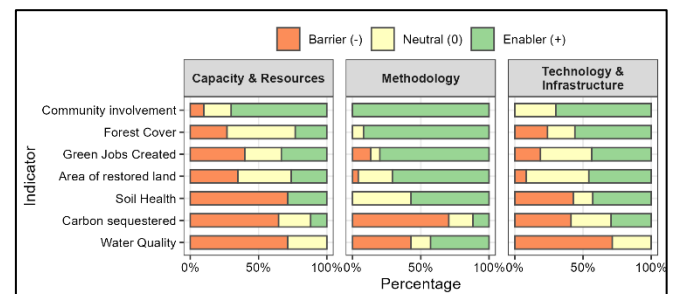 Barrier (-) Neutral (0) Enabler (+)
Capacity & Resources Methodology Technology &
Infrastructure
Community involvement
Forest Cover
Green Jobs Created
Area of restored land
Soil Health
Carbon sequestered
Water Quality
Indicator
0% 50% 100% 0% 50% 100% 0% 50% 100%
Percentage